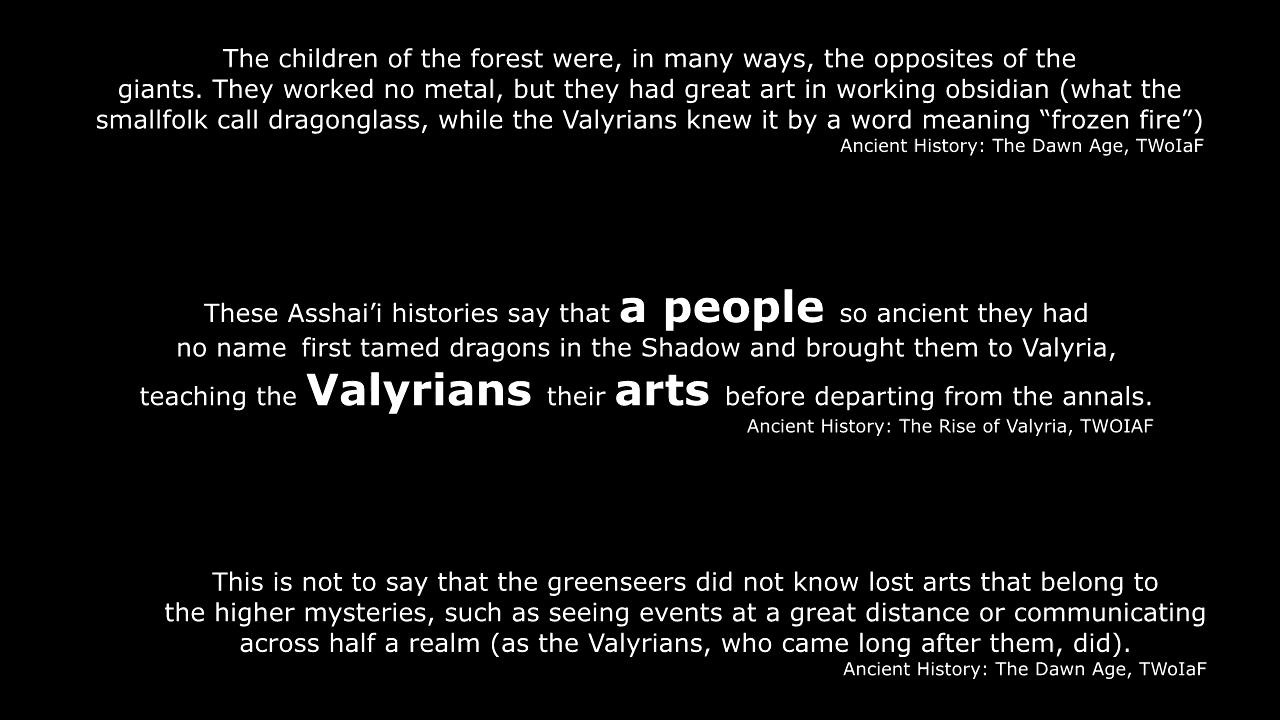 The children of the forest were, in many ways, the opposites of the
giants. They worked no metal, but they had great art in working obsidian (what the
smallfolk call dragonglass, while the Valyrians knew it by a word meaning “frozen fire”)
Ancient History: The Dawn Age, TWoIaF
These Asshai’i histories say that a people so ancient they had
no name first tamed dragons in the Shadow and brought them to Valyria,
teaching the Valyrians their arts before departing from the annals.
Ancient History: The Rise of Valyria, TWOIAF
This is not to say that the greenseers did not know lost arts that belong to
the higher mysteries, such as seeing events at a great distance or communicating
across half a realm (as the Valyrians, who came long after them, did).
Ancient History: The Dawn Age, TWoIaF